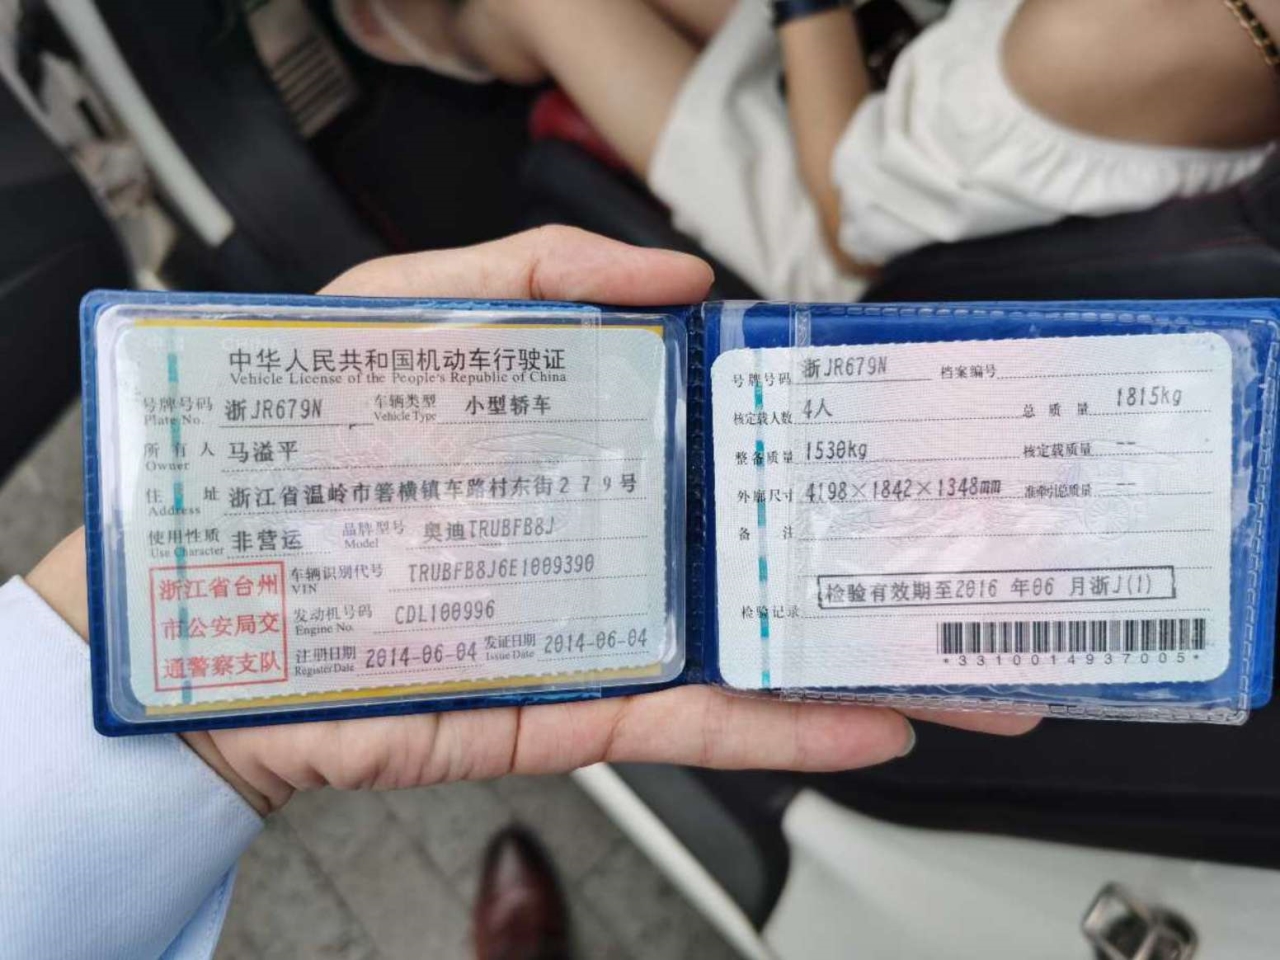 中华人民共和国机动车行驶证
Vehicle License of the People's Republic of China
号牌号码 浙JR679N 车辆类型 小型轿车
Plate No. Vehicle Type
所有人 马溢平
Owner
住址 浙江省温岭市箬横镇车路村东街279号
Address
使用性质 非营运 品牌型号 奥迪TRUBFB8J
Use Character Model
浙江省台州
市公安局交
通警察支队
车辆识别代号 TRUBFB8J6E1009390
VIN
发动机号码 CDL100996
Engine No.
注册日期 2014-06-04 发证日期 2014-06-04
Register Date Issue Date
号牌号码 浙JR679N 档案编号
核定载人数 4人 总质量 1815kg
整备质量 1530kg 核定载质量 --
外廓尺寸 4198×1842×1348mm 准牵引总质量 --
备注
检验有效期至2016年06月浙J(1)
检验记录
*3310014937005*